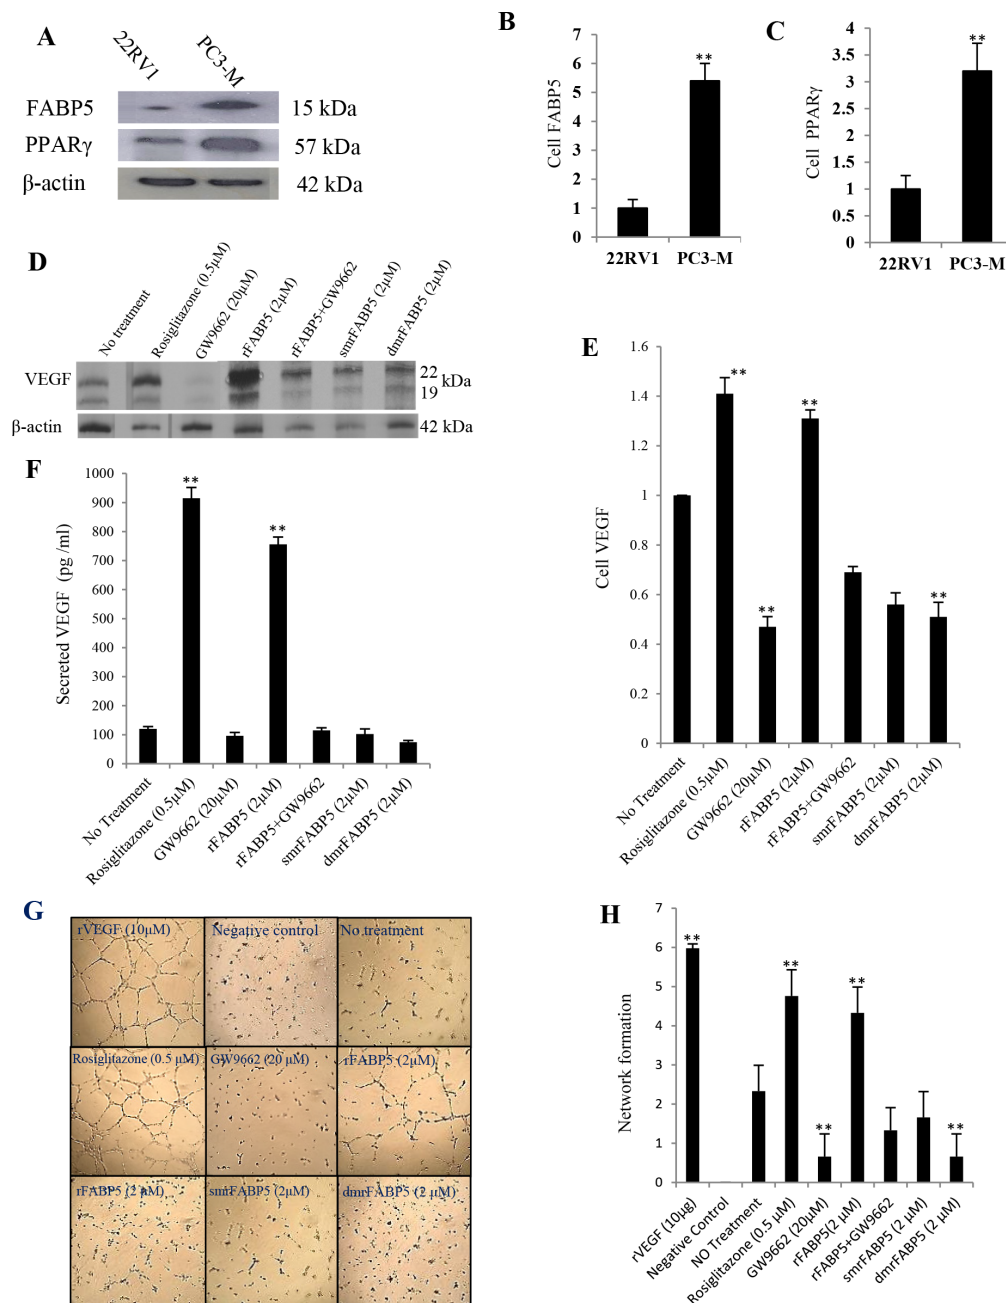 A
22RV1
PC3-M
FABP5
15 kDa
PPARγ
57 kDa
β-actin
42 kDa
B
Cell FABP5
7
6
5
4
3
2
1
0
**
22RV1
PC3-M
C
Cell PPARγ
4
3.5
3
2.5
2
1.5
1
0.5
0
**
22RV1
PC3-M
D
No treatment
Rosiglitazone (0.5μM)
GW9662 (20μM)
rFABP5 (2μM)
rFABP5+GW9662
smrFABP5 (2μM)
dmrFABP5 (2μM)
VEGF
22
kDa
19
β-actin
42 kDa
E
Cell VEGF
1.6
1.4
1.2
1
0.8
0.6
0.4
0.2
0
**
**
**
**
No Treatment
Rosiglitazone (0.5μM)
GW9662 (20μM)
rFABP5 (2μM)
rFABP5+GW9662
smrFABP5 (2μM)
dmrFABP5 (2μM)
F
Secreted VEGF (pg /ml)
1000
900
800
700
600
500
400
300
200
100
0
**
**
No Treatment
Rosiglitazone (0.5μM)
GW9662 (20μM)
rFABP5 (2μM)
rFABP5+GW9662
smrFABP5 (2μM)
dmrFABP5 (2μM)
G
rVEGF (10μM)
Negative control
No treatment
Rosiglitazone (0.5 μM)
GW9662 (20 μM)
rFABP5 (2μM)
rFABP5 (2 μM)
smrFABP5 (2μM)
dmrFABP5 (2 μM)
H
Network formation
7
6
5
4
3
2
1
0
**
**
**
**
**
rVEGF (10μg)
Negative Control
NO Treatment
Rosiglitazone (0.5 μM)
GW9662 (20μM)
rFABP5(2 μM)
rFABP5+GW9662
smrFABP5 (2 μM)
dmrFABP5 (2 μM)